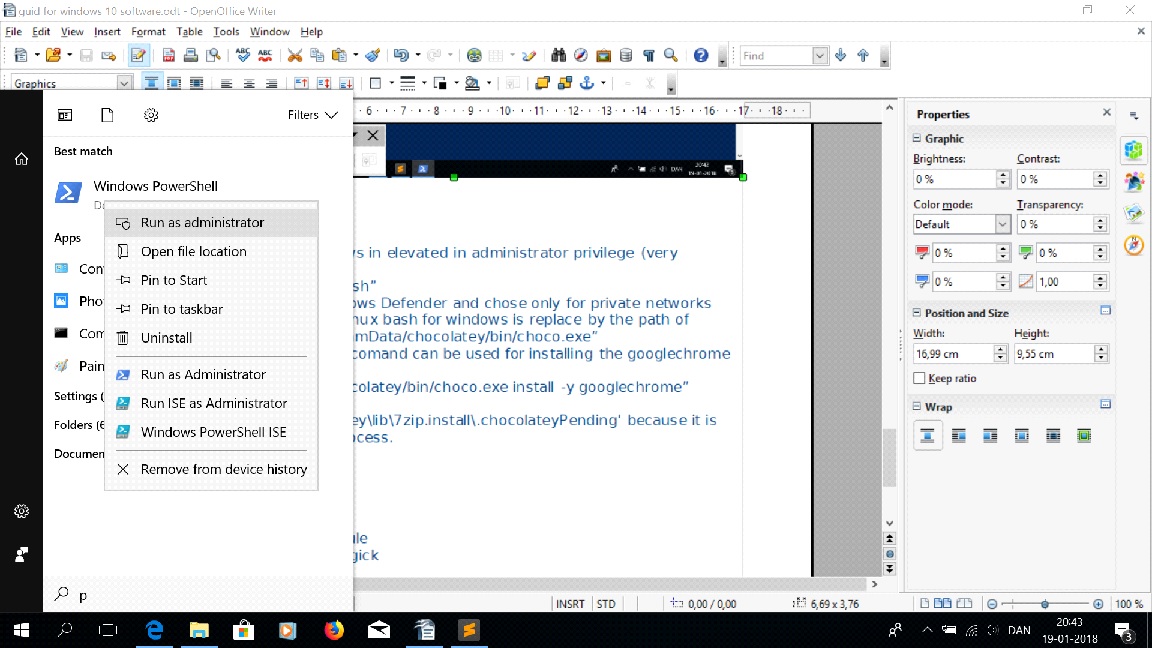 quid for windows 10 software.odt - OpenOffice Writer
File Edit View Insert Format Table Tools Window Help
Find
Graphics
Filters
6 7 8 9 10 11 12 13 14 15 16 17 18
Best match
Windows PowerShell
Run as administrator
Apps
Open file location
Con
Pin to Start
Pho
Pin to taskbar
Com
Uninstall
Pain
Run as Administrator
Settings (
Run ISE as Administrator
Folders (6
Windows PowerShell ISE
Documen
Remove from device history
p
DAN
20:42
19-01-2018
vs in elevated in administrator privilege (very
sh"
ows Defender and chose only for private networks
nux bash for windows is replace by the path of
amData/chocolatey/bin/choco.exe"
comand can be used for installing the googlechrome
colatey/bin/choco.exe install -y googlechrome"
ey\lib\7zip.install\.chocolateyPending' because it is
ocess.
ule
gick
Properties
Graphic
Brightness: Contrast:
0 % 0 %
Color mode: Transparency:
Default 0 %
0 % 0 %
0 % 1,00
Position and Size
Width: Height:
16,99 cm 9,55 cm
Keep ratio
Wrap
INSRT STD 0,00 / 0,00 6,69 x 3,76 100 %
DAN
20:43
19-01-2018
3